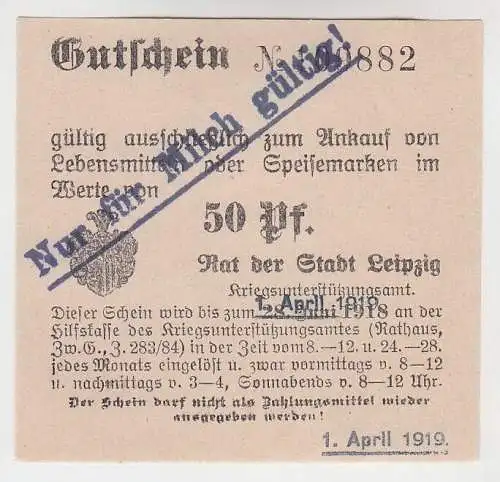 Gutschein No 00882
Nur für Milch gültig!
gültig ausschließlich zum Ankauf von
Lebensmitteln oder Speisemarken im
Werte von
50 Pf.
Rat der Stadt Leipzig
Kriegsunterstützungsamt.
1. April 1919
Dieser Schein wird bis zum 28. Juni 1918 an der
Hilfskasse des Kriegsunterstützungsamtes (Rathaus,
Zw.G., Z. 283/84) in der Zeit vom 8.–12. u. 24.–28.
jedes Monats eingelöst u. zwar vormittags v. 8–12
u. nachmittags v. 3–4, Sonnabends v. 8–12 Uhr.
Der Schein darf nicht als Zahlungsmittel wieder
ausgegeben werden!
1. April 1919.